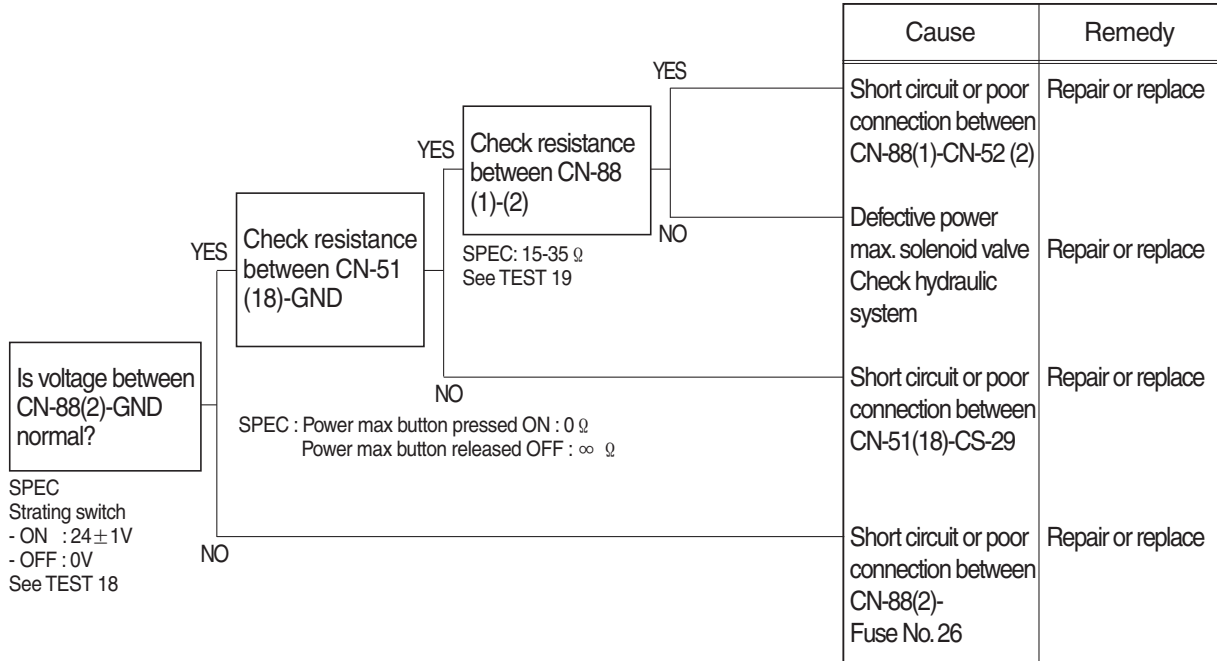 Cause
Remedy
YES
Short circuit or poor
connection between
CN-88(1)-CN-52 (2)
Repair or replace
YES
Check resistance
between CN-88
(1)-(2)
NO
SPEC: 15-35 Ω
See TEST 19
Defective power
max. solenoid valve
Check hydraulic
system
Repair or replace
YES
Check resistance
between CN-51
(18)-GND
NO
SPEC : Power max button pressed ON : 0 Ω
Power max button released OFF : ∞ Ω
Short circuit or poor
connection between
CN-51(18)-CS-29
Repair or replace
Is voltage between
CN-88(2)-GND
normal?
SPEC
Strating switch
- ON : 24±1V
- OFF : 0V
See TEST 18
NO
Short circuit or poor
connection between
CN-88(2)-
Fuse No. 26
Repair or replace